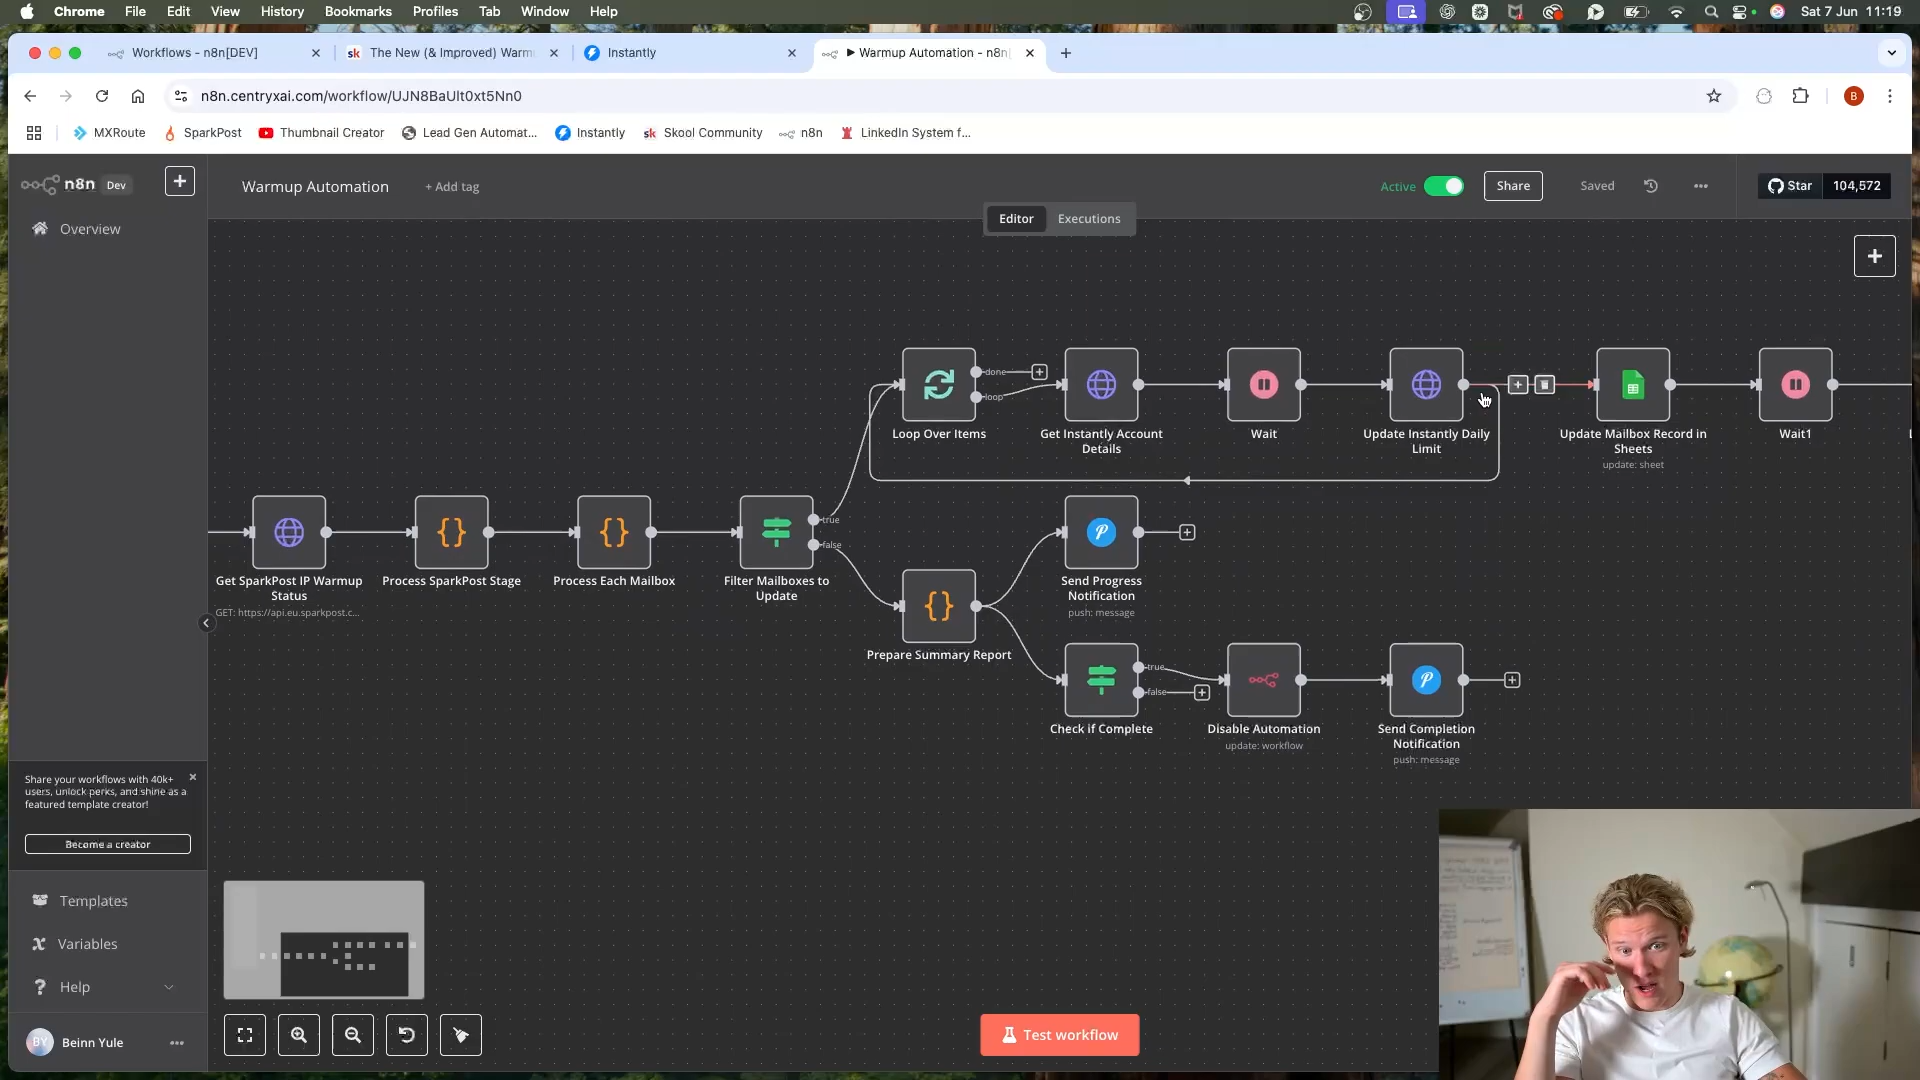 Chrome File Edit View History Bookmarks Profiles Tab Window Help
Sat 7 Jun 11:19
Workflows - n8n[DEV]
sk The New (& Improved) Warm
Instantly
Warmup Automation - n8n[
n8n.centryxai.com/workflow/UJN8BaUlt0xt5Nn0
B
MXRoute
SparkPost
Thumbnail Creator
Lead Gen Automat...
Instantly
sk Skool Community
n8n
LinkedIn System f...
n8n Dev
Overview
Warmup Automation
+ Add tag
Active
Share
Saved
Star 104,572
Editor Executions
done
loop
Loop Over Items
Get Instantly Account
Details
Wait
Update Instantly Daily
Limit
Update Mailbox Record in
Sheets
update: sheet
Wait1
Get SparkPost IP Warmup
Status
GET: https://api.eu.sparkpost.c...
Process SparkPost Stage
Process Each Mailbox
true
false
Filter Mailboxes to
Update
Prepare Summary Report
Send Progress
Notification
push: message
true
false
Check if Complete
Disable Automation
update: workflow
Send Completion
Notification
push: message
Share your workflows with 40k+
users, unlock perks, and shine as a
featured template creator!
Become a creator
Templates
Variables
Help
BY Beinn Yule
Test workflow